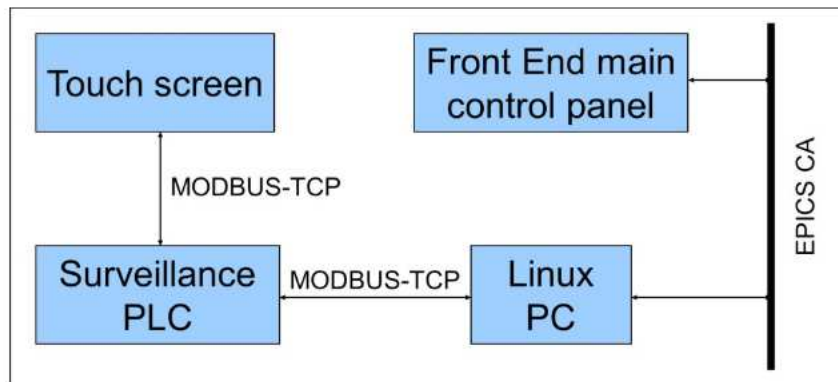 Touch screen
Front End main
control panel
MODBUS-TCP
EPICS CA
Surveillance
PLC
MODBUS-TCP
Linux
PC